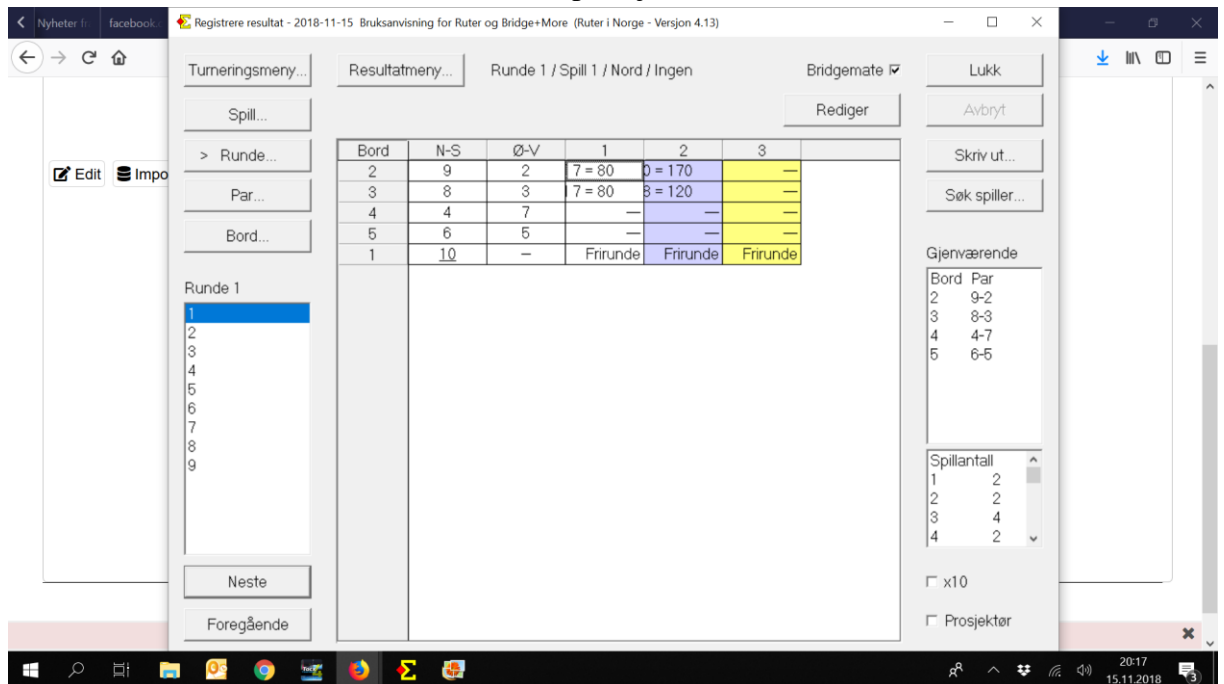 Nyheter fr facebook.c
Registrere resultat - 2018-11-15 Bruksanvisning for Ruter og Bridge+More (Ruter i Norge - Versjon 4.13)
Turneringsmeny... Resultatmeny... Runde 1 / Spill 1 / Nord / Ingen Bridgemate Lukk
Spill... Rediger Avbryt
> Runde... Bord N-S Ø-V 1 2 3 Skriv ut...
Edit Impo
2 9 2 7 = 80 0 = 170 —
Par... 3 8 3 7 = 80 8 = 120 — Søk spiller...
4 4 7 — — —
Bord... 5 6 5 — — —
1 10 – Frirunde Frirunde Frirunde Gjenværende
Runde 1
Bord Par
2 9-2
3 8-3
4 4-7
5 6-5
1
2
3
4
5
6
7
8
9
Spillantall
1 2
2 2
3 4
4 2
Neste x10
Foregående Prosjektør
20:17
15.11.2018
3